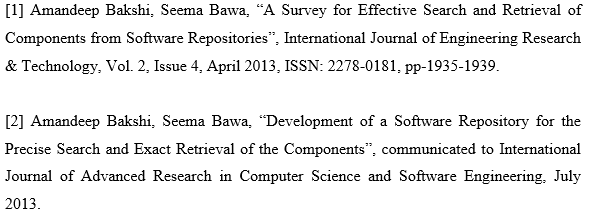 [1] Amandeep Bakshi, Seema Bawa, “A Survey for Effective Search and Retrieval of
Components from Software Repositories”, International Journal of Engineering Research
& Technology, Vol. 2, Issue 4, April 2013, ISSN: 2278-0181, pp-1935-1939.
[2] Amandeep Bakshi, Seema Bawa, “Development of a Software Repository for the
Precise Search and Exact Retrieval of the Components”, communicated to International
Journal of Advanced Research in Computer Science and Software Engineering, July
2013.